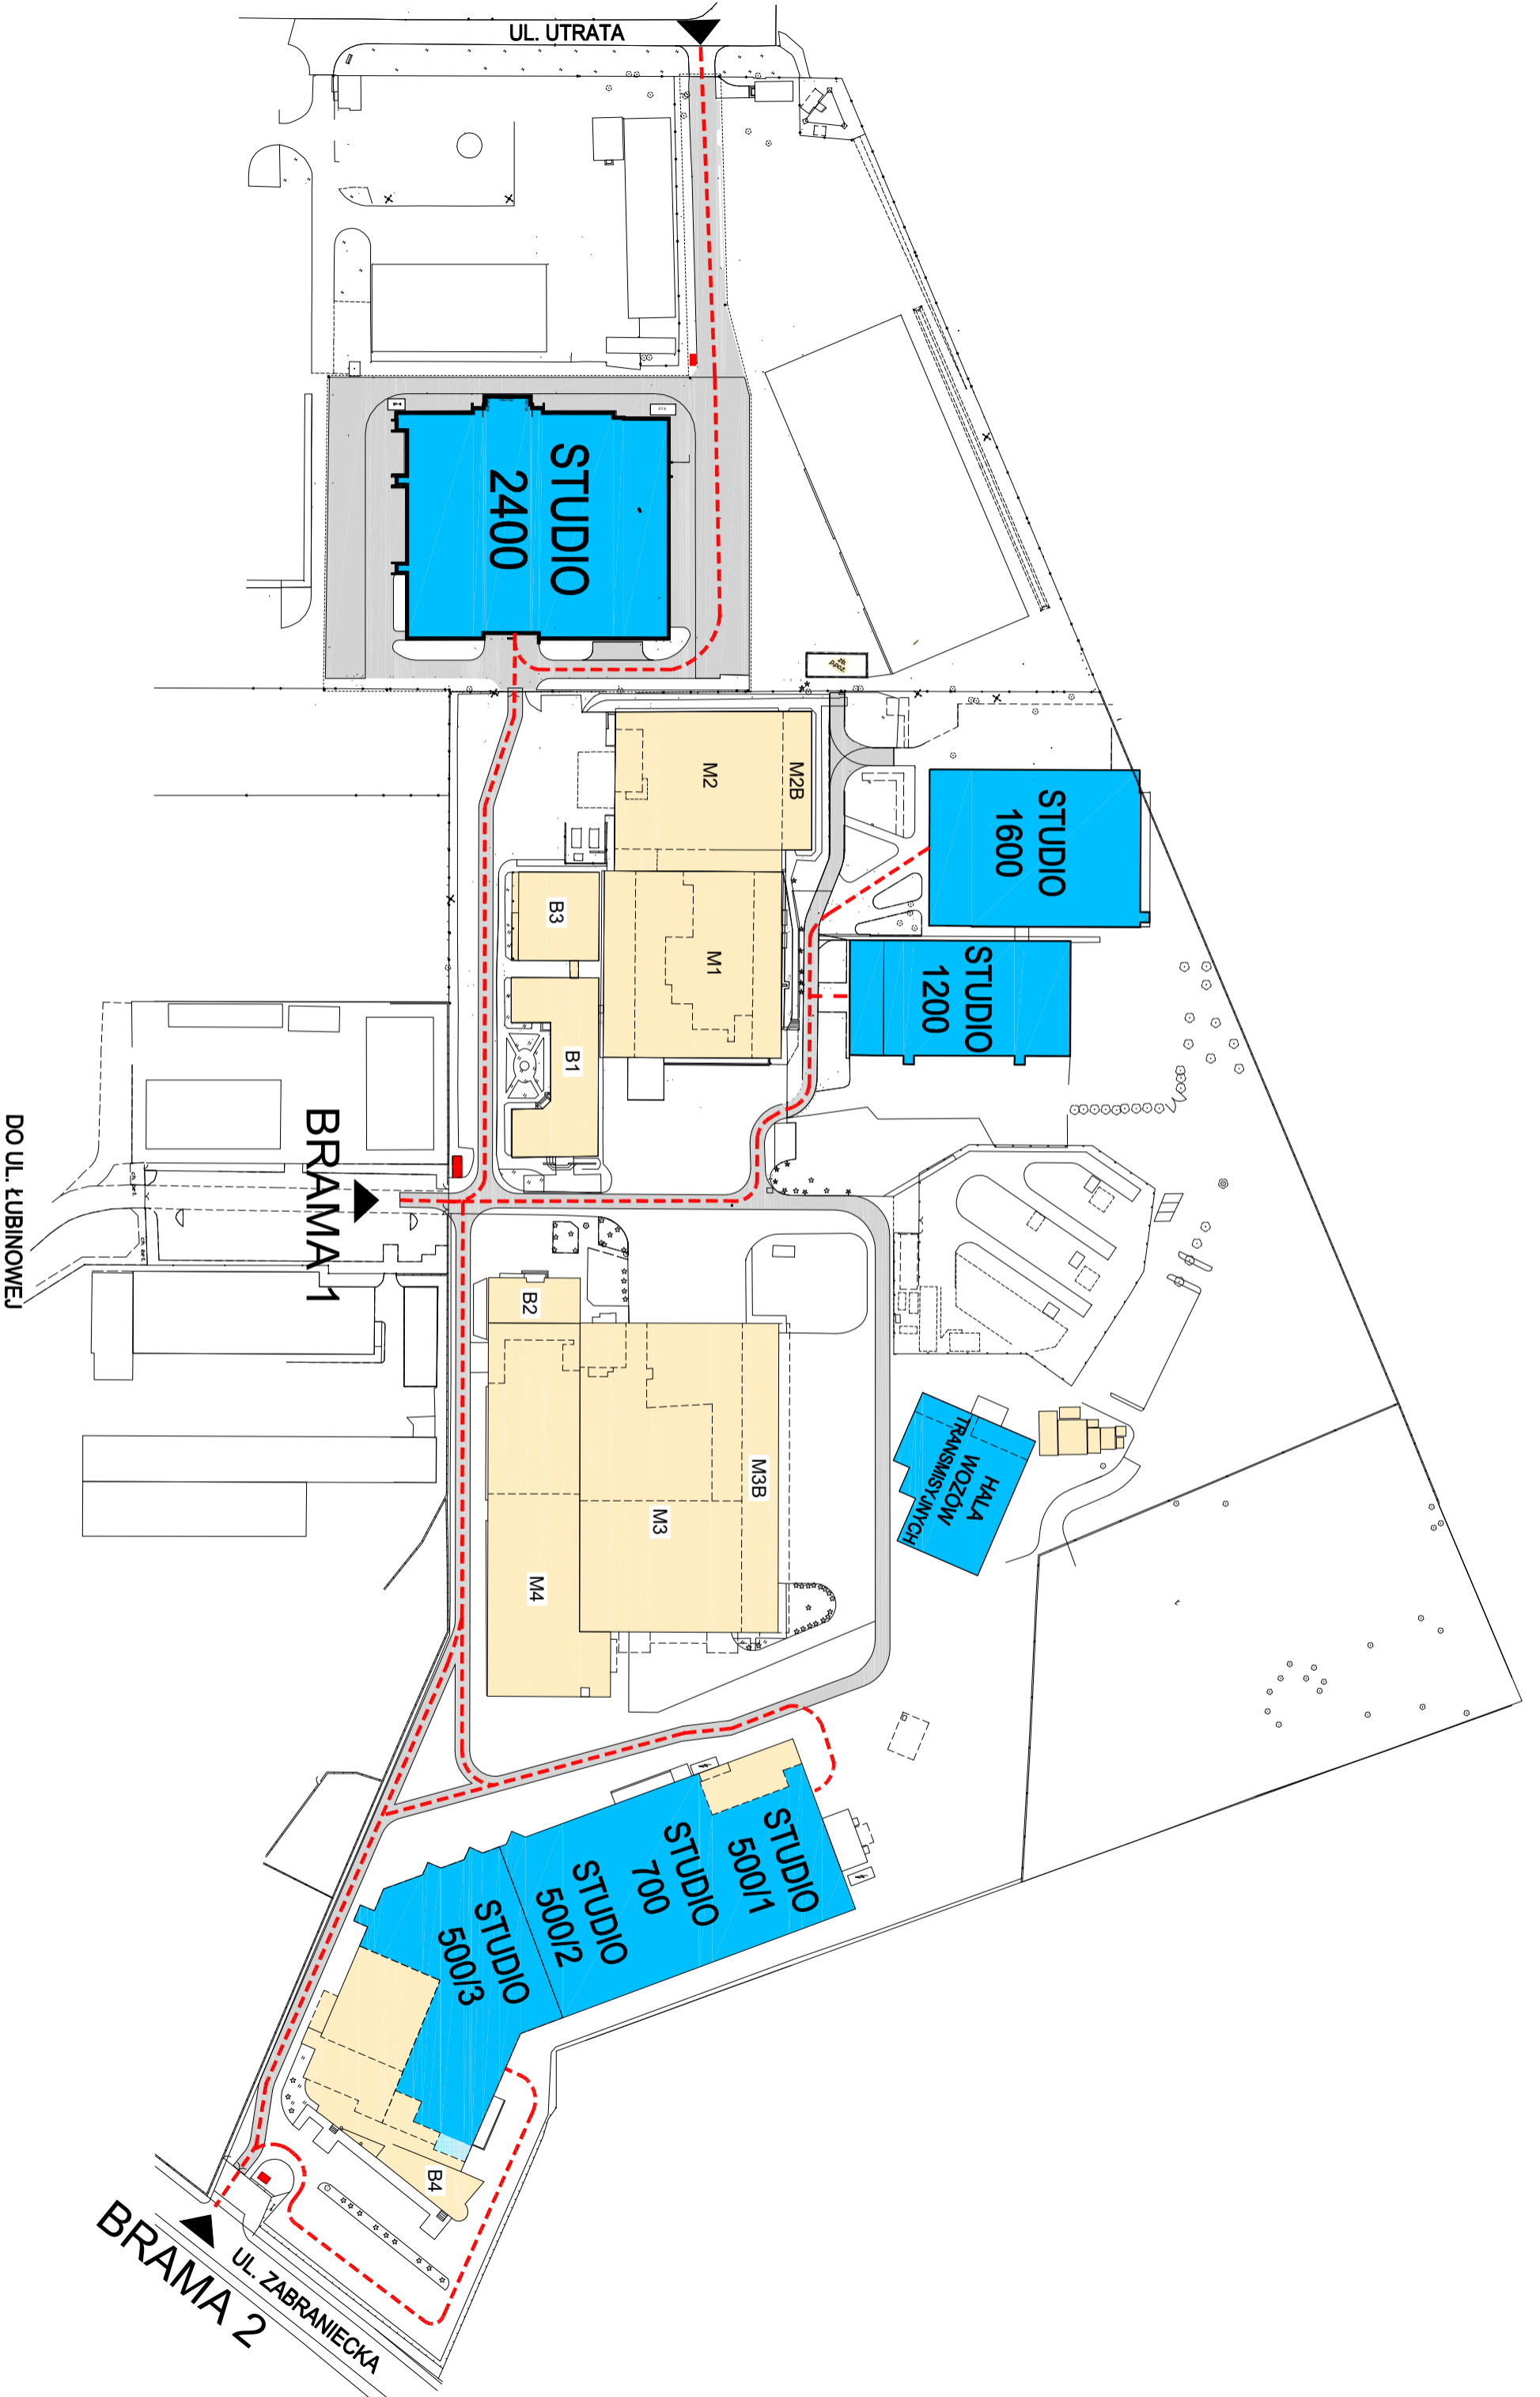 UL. UTRATA
STUDIO
2400
M2B
M2
STUDIO
1600
B3
M1
STUDIO
1200
B1
BRAMA 1
DO UL. ŁUBINOWEJ
B2
M3B
M3
M4
HALA
WOZÓW
TRANSMISYJNYCH
STUDIO
500/1
STUDIO
700
STUDIO
500/2
STUDIO
500/3
B4
UL. ZABRANIECKA
BRAMA 2